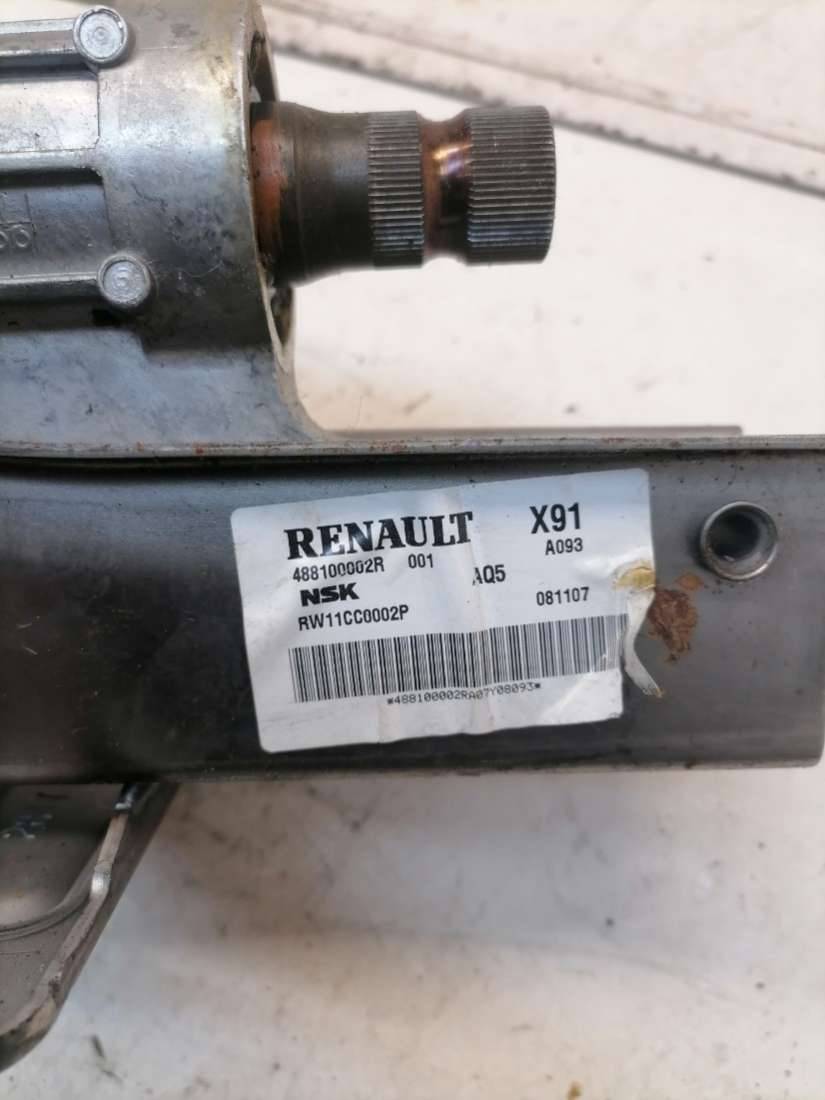 RENAULT X91
488100002R 001 A093
NSK AQ5 081107
RW11CC0002P
*488100002RA07Y08093*